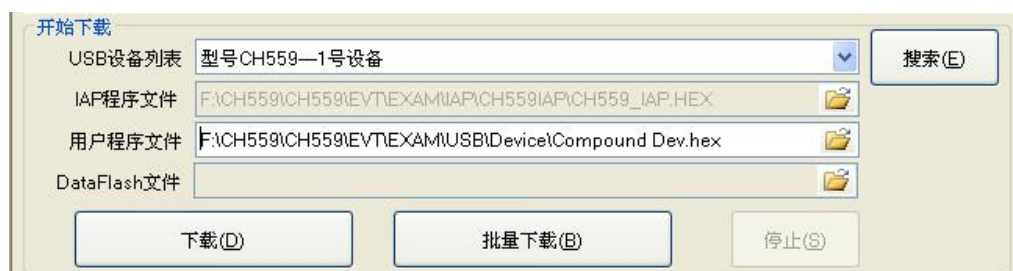 开始下载
USB设备列表 型号CH559—1号设备 搜索(E)
IAP程序文件 F:\CH559\CH559\EVT\EXAM\IAP\CH559IAP\CH559_IAP.HEX
用户程序文件 F:\CH559\CH559\EVT\EXAM\USB\Device\Compound Dev.hex
DataFlash文件
下载(D) 批量下载(B) 停止(S)